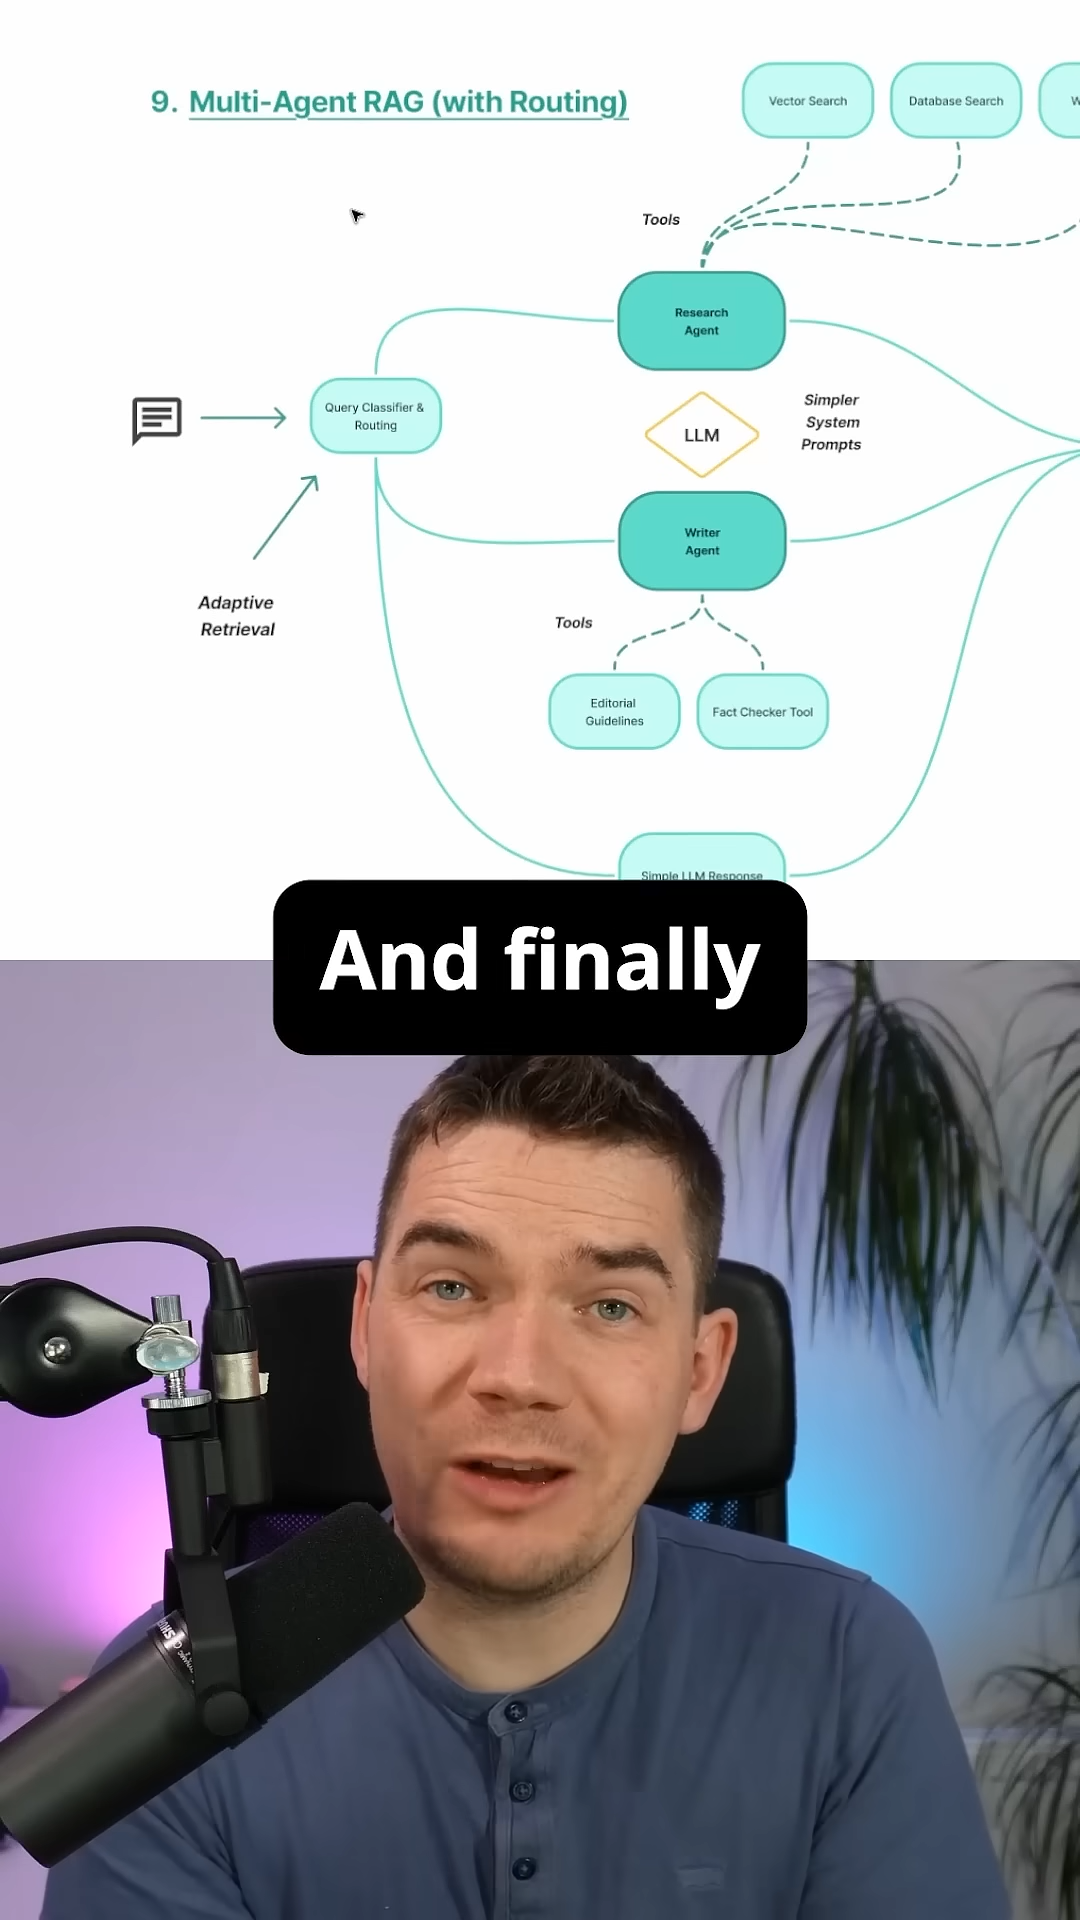 9. Multi-Agent RAG (with Routing)
Vector Search
Database Search
Tools
Research
Agent
Query Classifier &
Routing
LLM
Simpler
System
Prompts
Writer
Agent
Adaptive
Retrieval
Tools
Editorial
Guidelines
Fact Checker Tool
Simple LLM Response
And finally